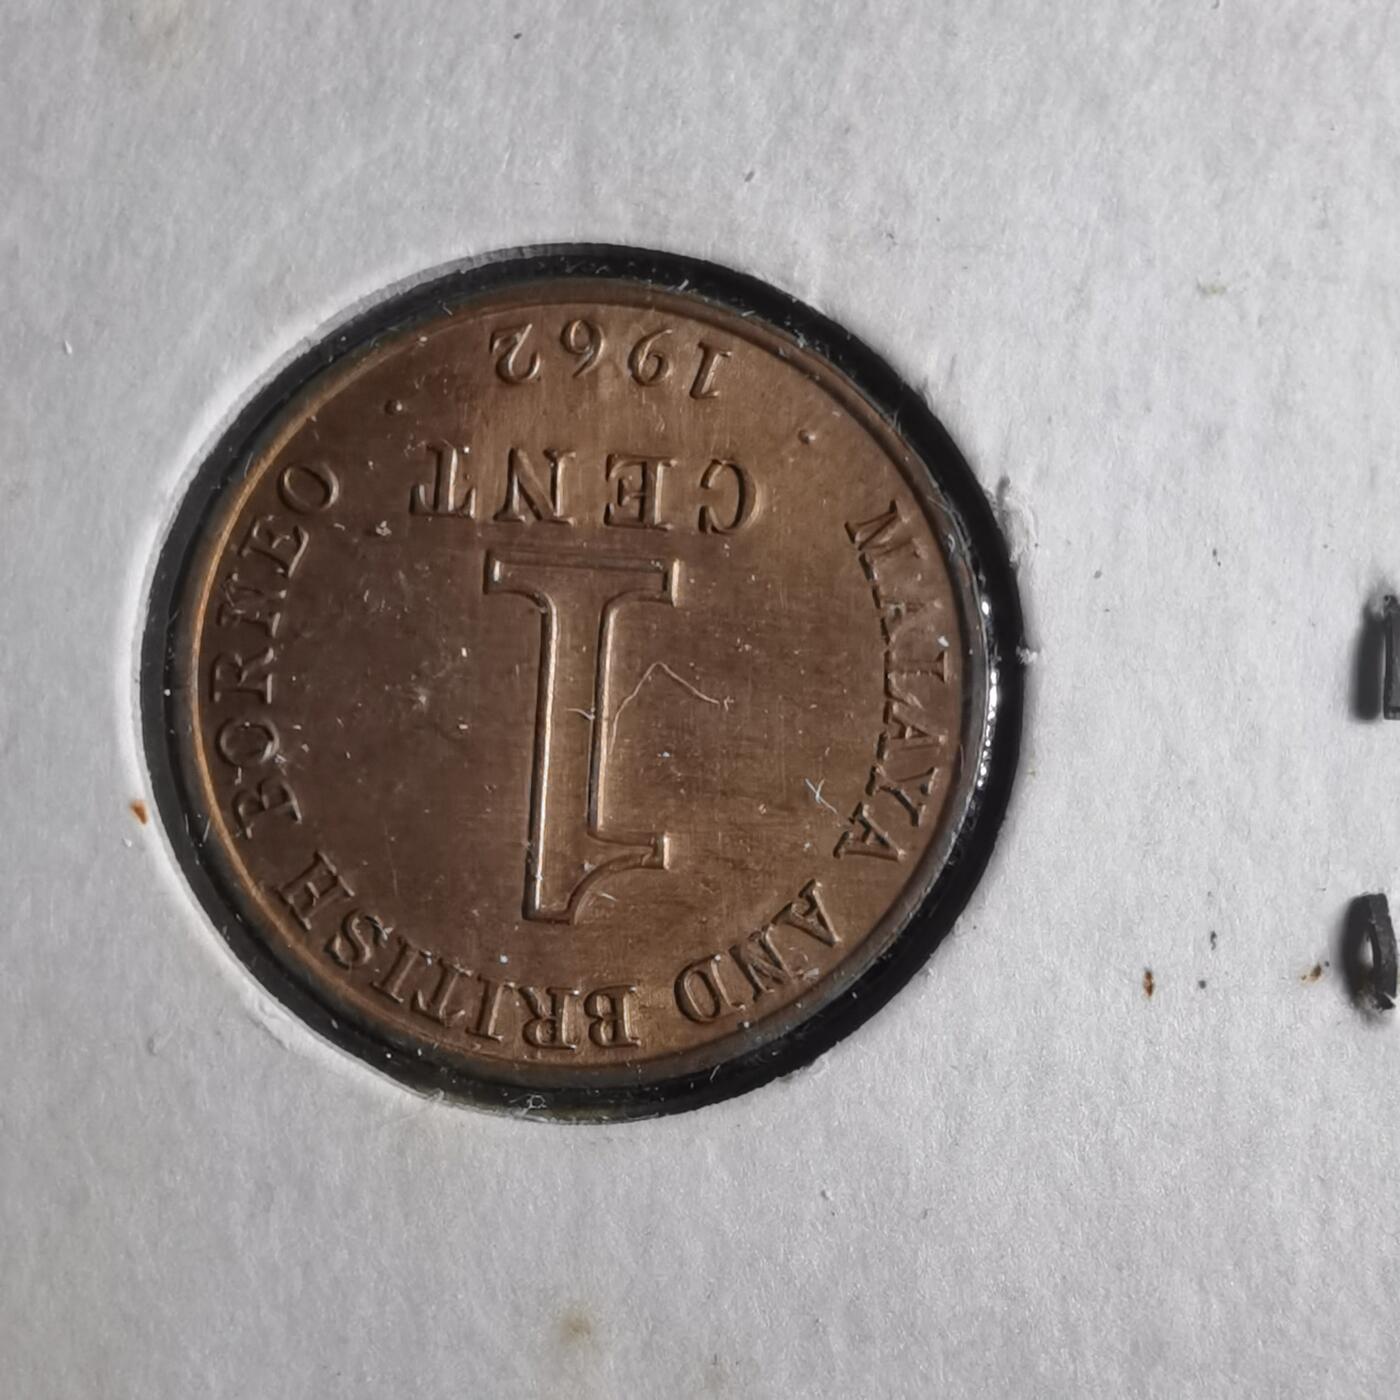 MALAYA AND BRITISH BORNEO
1
CENT
1962